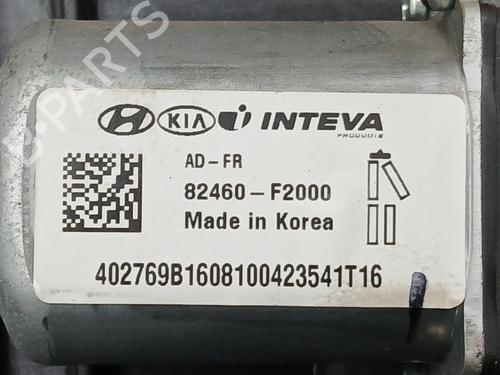 KIA INTEVA
PRODUCTS
AD-FR
82460-F2000
Made in Korea
402769B1608100423541T16
B-PARTS